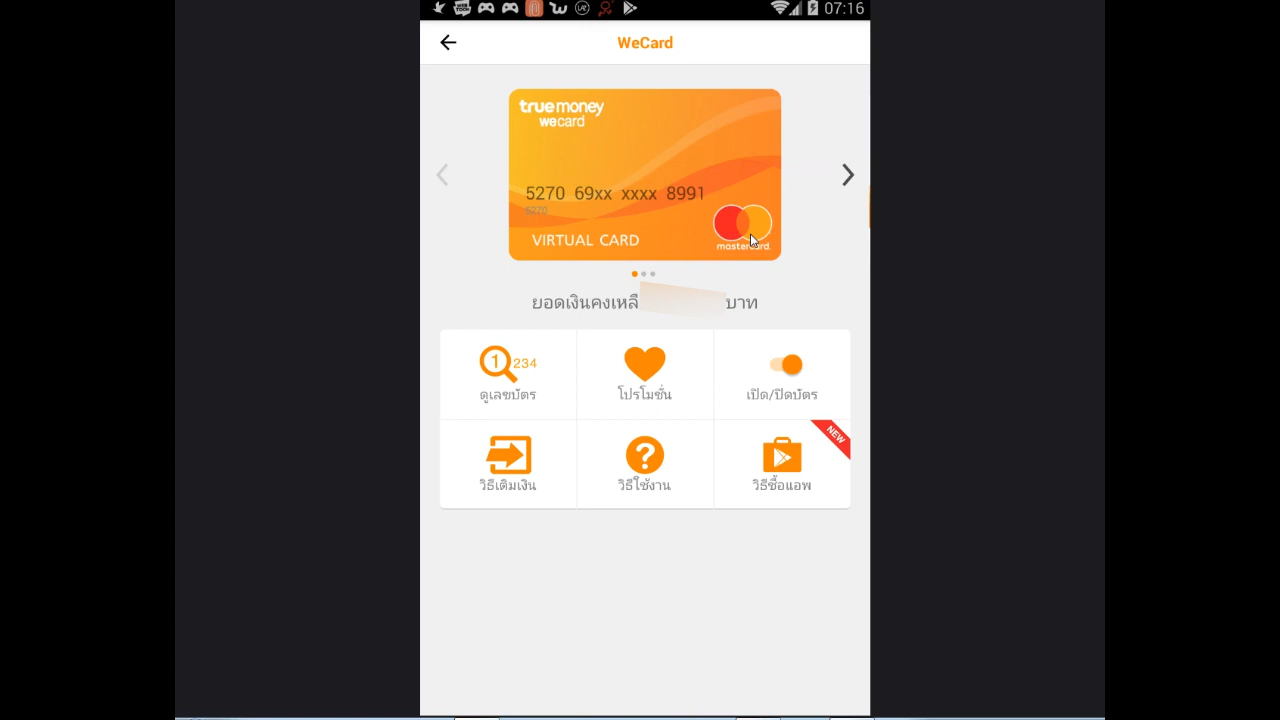 07:16
WeCard
truemoney
wecard
5270 69xx xxxx 8991
5270
VIRTUAL CARD
mastercard.
ยอดเงินคงเหลื บาท
1 234
ดูเลขบัตร
โปรโมชั่น
เปิด/ปิดบัตร
NEW
?
วิธีเติมเงิน
วิธีใช้งาน
วิธีซื้อแอพ